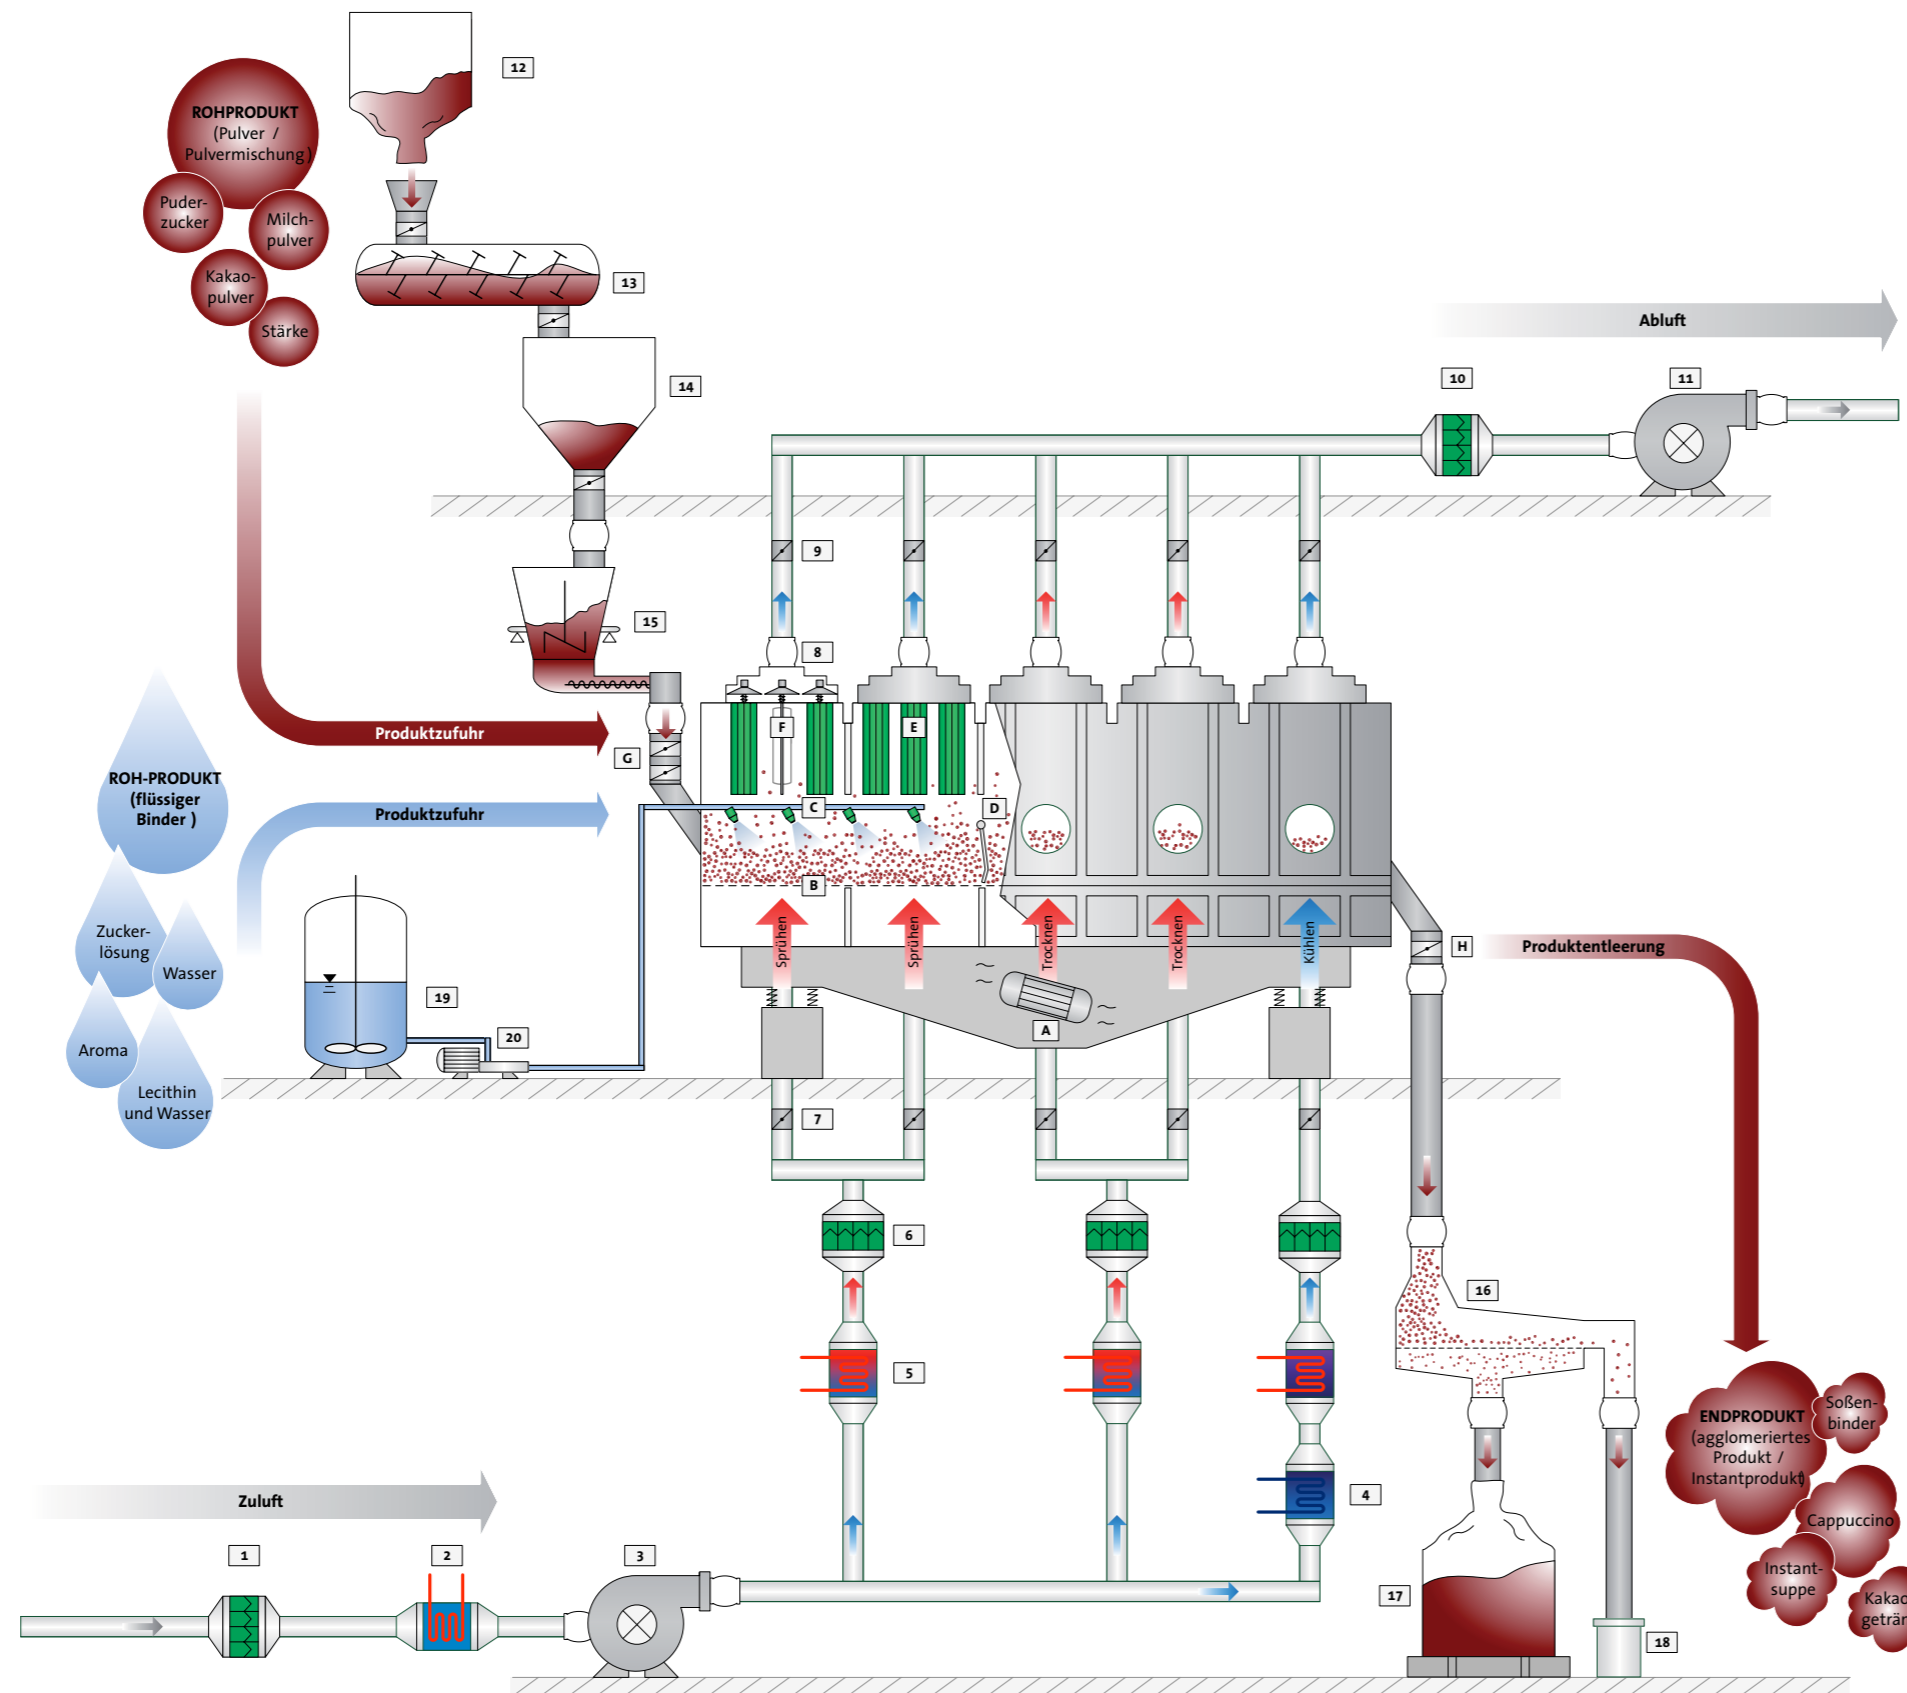 12
ROHPRODUKT
(Pulver /
Pulvermischung)
Puder-
zucker
Milch-
pulver
Kakao-
pulver
Stärke
13
14
Abluft
10
11
9
15
8
Produktzufuhr
G
F
E
ROH-PRODUKT
(flüssiger
Binder )
Produktzufuhr
C
D
B
Sprühen
Sprühen
Trocknen
Trocknen
Kühlen
H
Produktentleerung
Zucker-
lösung
Wasser
Aroma
Lecithin
und Wasser
19
20
A
7
6
16
5
4
ENDPRODUKT
(agglomeriertes
Produkt /
Instantprodukt)
Soßen-
binder
Cappuccino
Instant-
suppe
Kakao
geträn
Zuluft
1
2
3
17
18